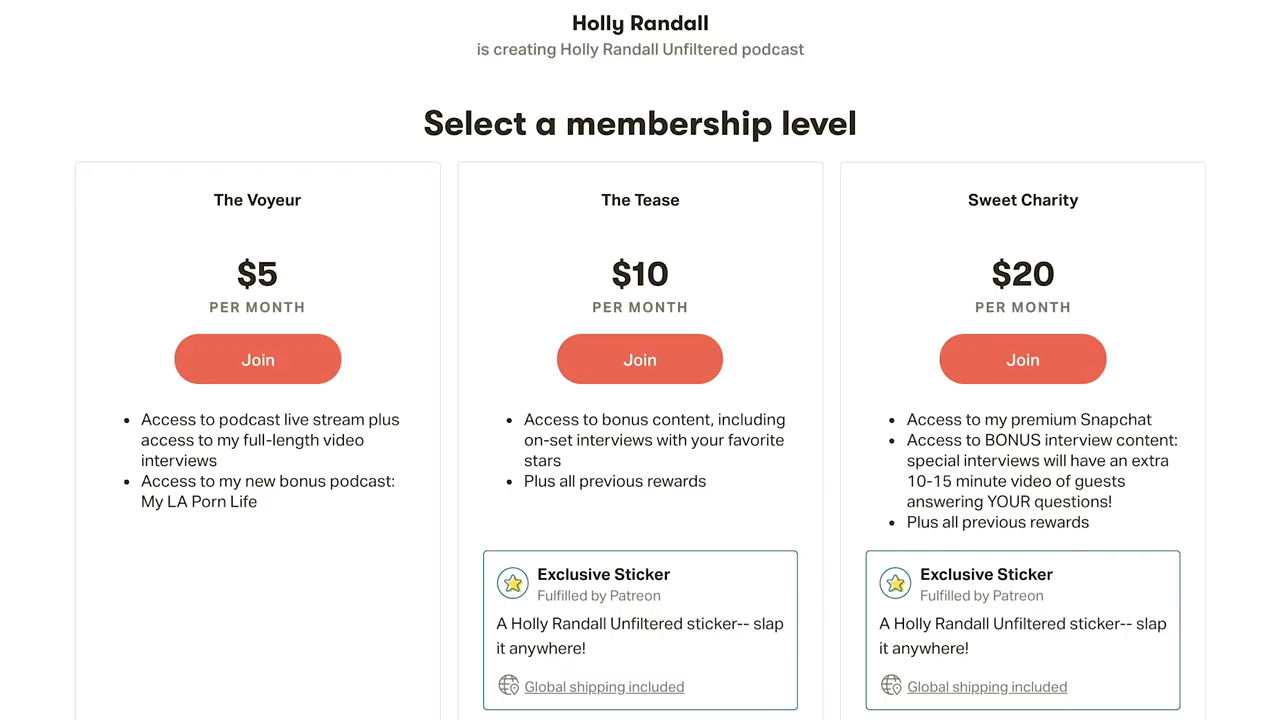 Holly Randall
is creating Holly Randall Unfiltered podcast
Select a membership level
The Voyeur
$5
PER MONTH
Join
• Access to podcast live stream plus
access to my full-length video
interviews
• Access to my new bonus podcast:
My LA Porn Life
The Tease
$10
PER MONTH
Join
• Access to bonus content, including
on-set interviews with your favorite
stars
• Plus all previous rewards
Exclusive Sticker
Fulfilled by Patreon
A Holly Randall Unfiltered sticker-- slap
it anywhere!
Global shipping included
Sweet Charity
$20
PER MONTH
Join
• Access to my premium Snapchat
• Access to BONUS interview content:
special interviews will have an extra
10-15 minute video of guests
answering YOUR questions!
• Plus all previous rewards
Exclusive Sticker
Fulfilled by Patreon
A Holly Randall Unfiltered sticker-- slap
it anywhere!
Global shipping included